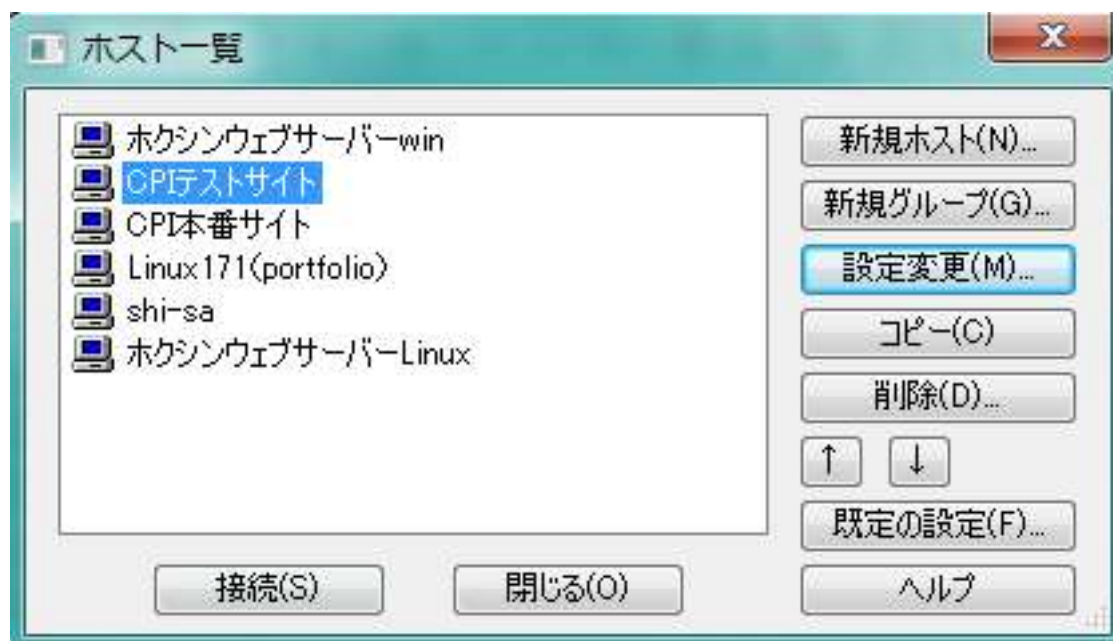 ホスト一覧
ホクシンウェブサーバーwin
CPIテストサイト
CPI本番サイト
Linux171(portfolio)
shi-sa
ホクシンウェブサーバーLinux
新規ホスト(N)...
新規グループ(G)...
設定変更(M)...
コピー(C)
削除(D)...
↑ ↓
既定の設定(F)...
接続(S)
閉じる(O)
ヘルプ